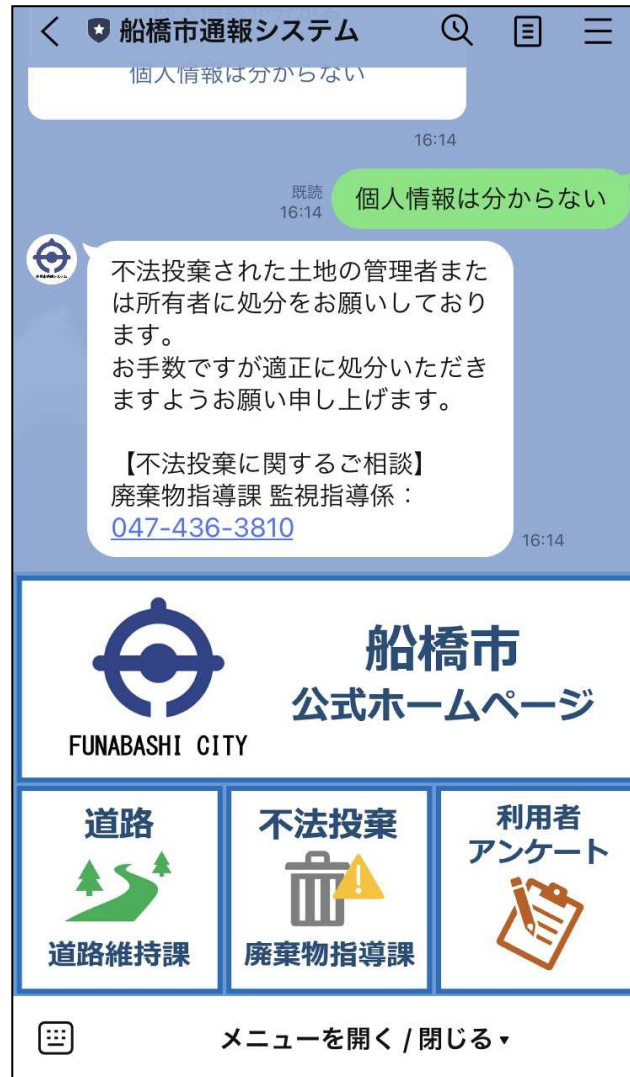 船橋市通報システム
個人情報は分からない
16:14
既読
16:14
個人情報は分からない
不法投棄された土地の管理者また
は所有者に処分をお願いしており
ます。
お手数ですが適正に処分いただき
ますようお願い申し上げます。
【不法投棄に関するご相談】
廃棄物指導課 監視指導係:
047-436-3810
16:14
船橋市
公式ホームページ
FUNABASHI CITY
道路
道路維持課
不法投棄
廃棄物指導課
利用者
アンケート
メニューを開く / 閉じる▾